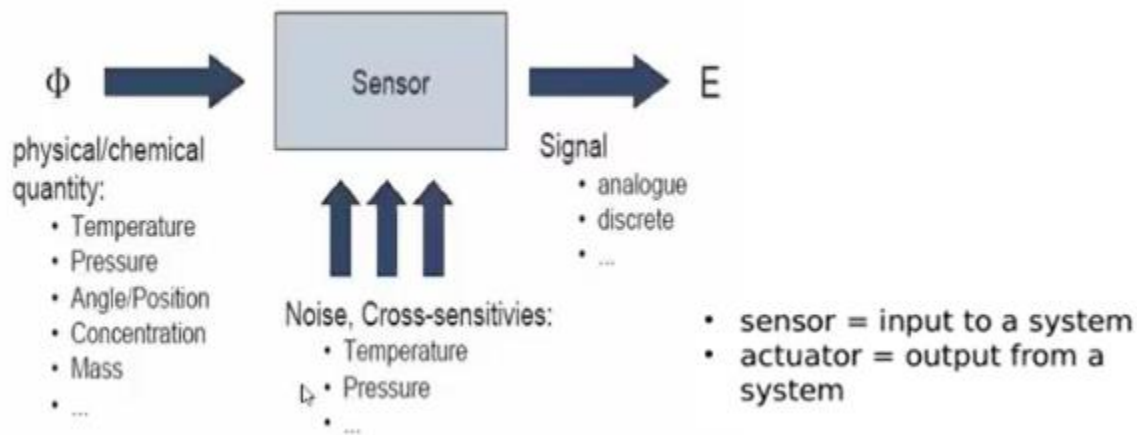 Φ
Sensor
E
physical/chemical
quantity:
• Temperature
• Pressure
• Angle/Position
• Concentration
• Mass
• ...
Noise, Cross-sensitivies:
• Temperature
• Pressure
• ...
Signal
• analogue
• discrete
• ...
• sensor = input to a system
• actuator = output from a
system